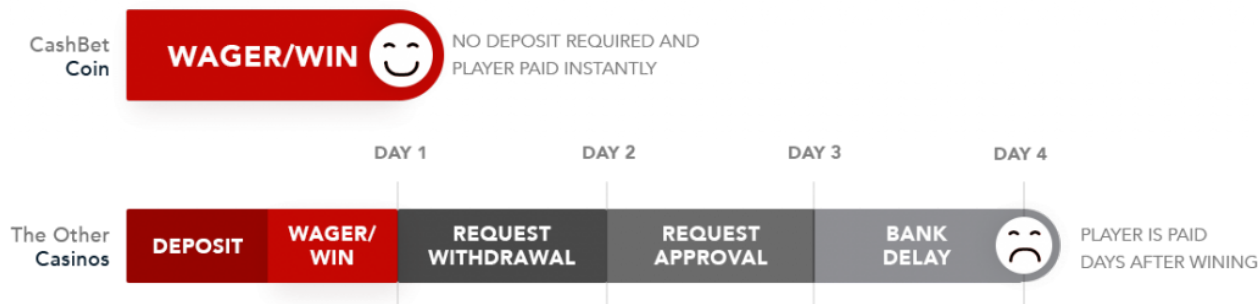 CashBet
Coin
WAGER/WIN
NO DEPOSIT REQUIRED AND
PLAYER PAID INSTANTLY
DAY 1
DAY 2
DAY 3
DAY 4
The Other
Casinos
DEPOSIT
WAGER/
WIN
REQUEST
WITHDRAWAL
REQUEST
APPROVAL
BANK
DELAY
PLAYER IS PAID
DAYS AFTER WINING